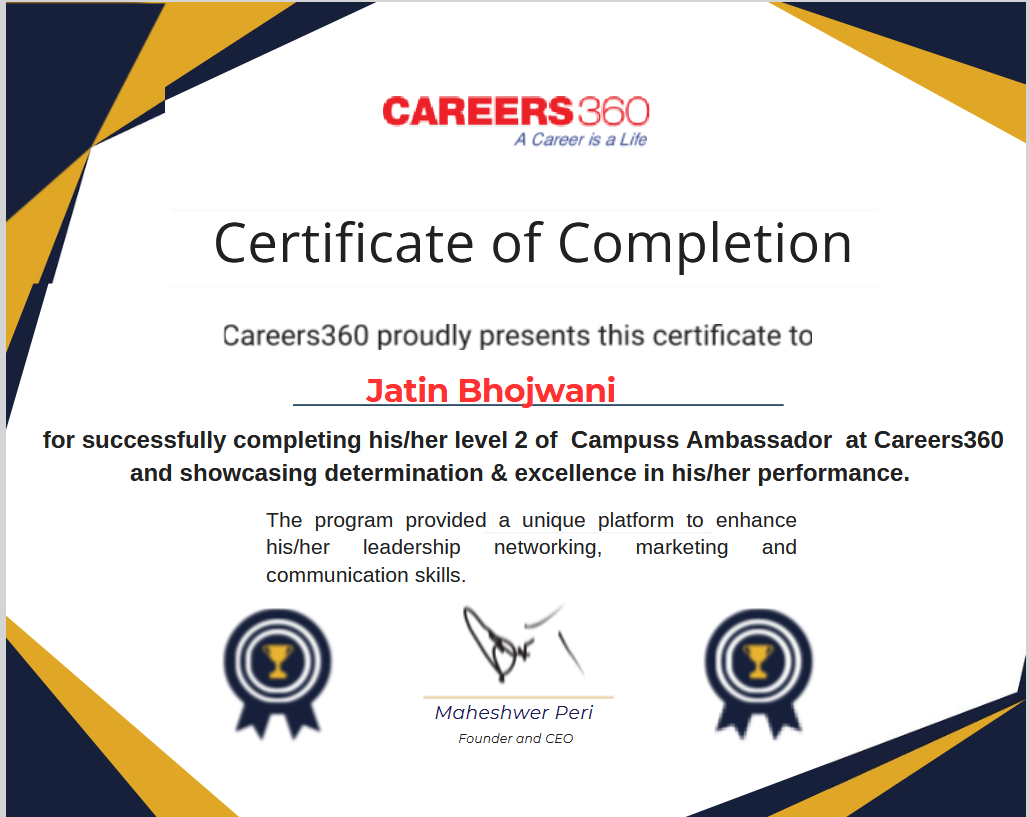 CAREERS360
A Career is a Life
Certificate of Completion
Careers360 proudly presents this certificate to
Jatin Bhojwani
for successfully completing his/her level 2 of Campuss Ambassador at Careers360
and showcasing determination & excellence in his/her performance.
The program provided a unique platform to enhance
his/her leadership networking, marketing and
communication skills.
Maheshwer Peri
Founder and CEO